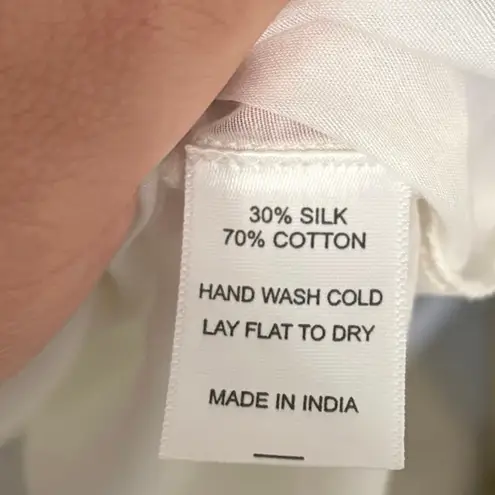 30% SILK
70% COTTON
HAND WASH COLD
LAY FLAT TO DRY
MADE IN INDIA